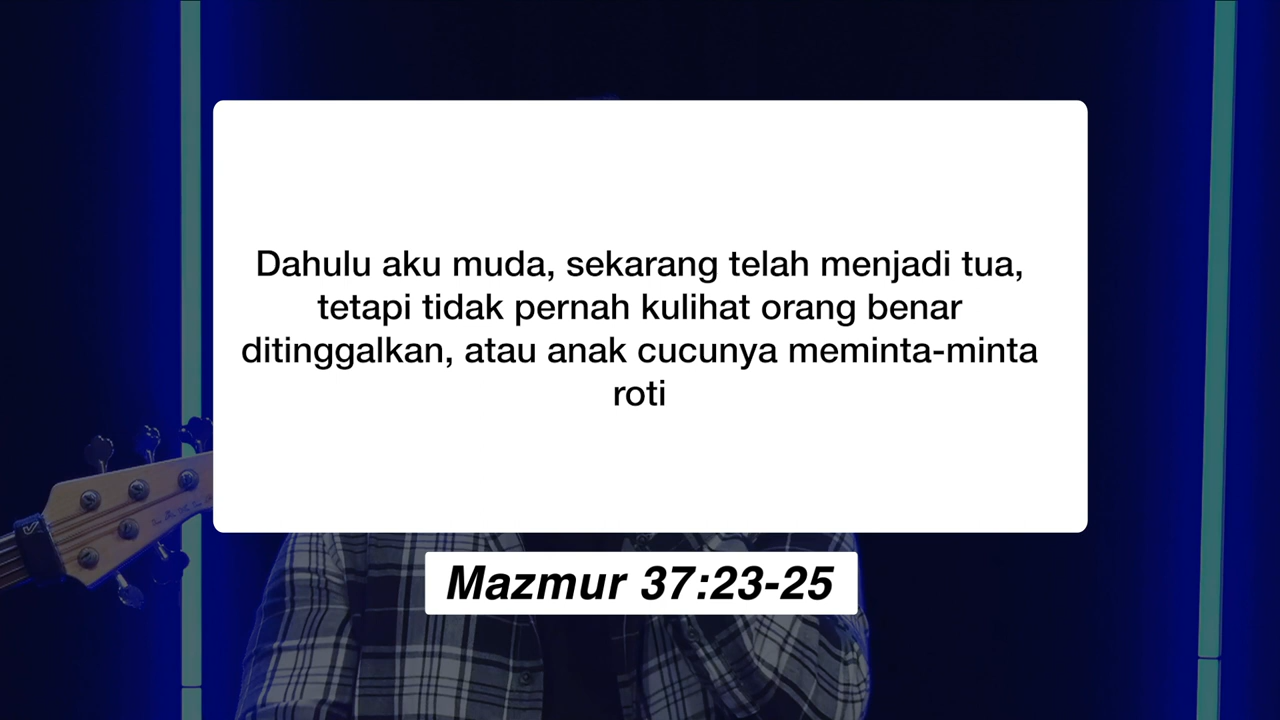 Dahulu aku muda, sekarang telah menjadi tua,
tetapi tidak pernah kulihat orang benar
ditinggalkan, atau anak cucunya meminta-minta
roti
Mazmur 37:23-25